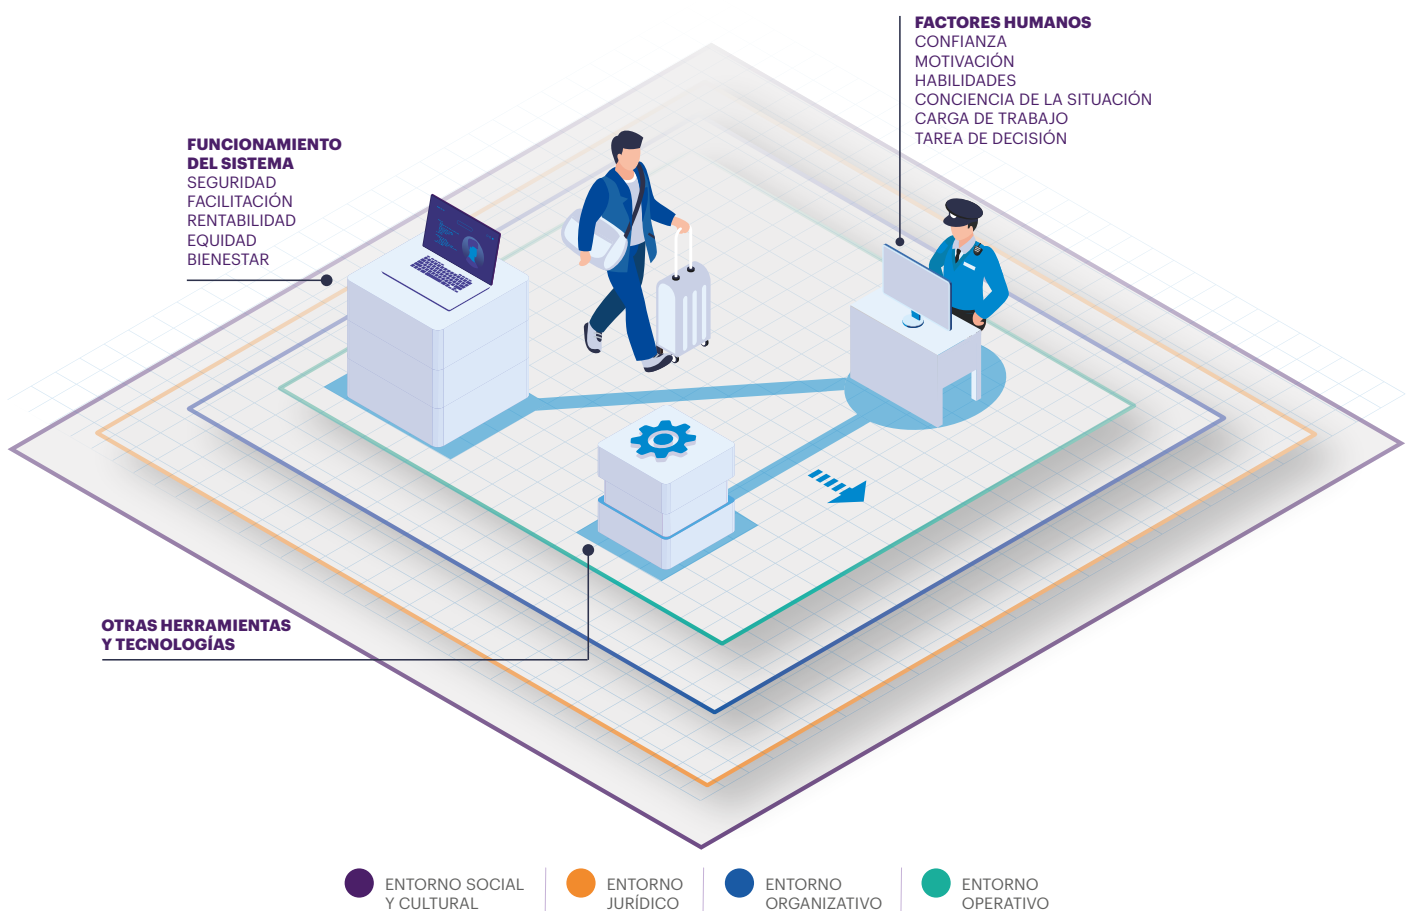 FACTORES HUMANOS
CONFIANZA
MOTIVACIÓN
HABILIDADES
CONCIENCIA DE LA SITUACIÓN
CARGA DE TRABAJO
TAREA DE DECISIÓN
FUNCIONAMIENTO
DEL SISTEMA
SEGURIDAD
FACILITACIÓN
RENTABILIDAD
EQUIDAD
BIENESTAR
OTRAS HERRAMIENTAS
Y TECNOLOGÍAS
ENTORNO SOCIAL
Y CULTURAL
ENTORNO
JURÍDICO
ENTORNO
ORGANIZATIVO
ENTORNO
OPERATIVO